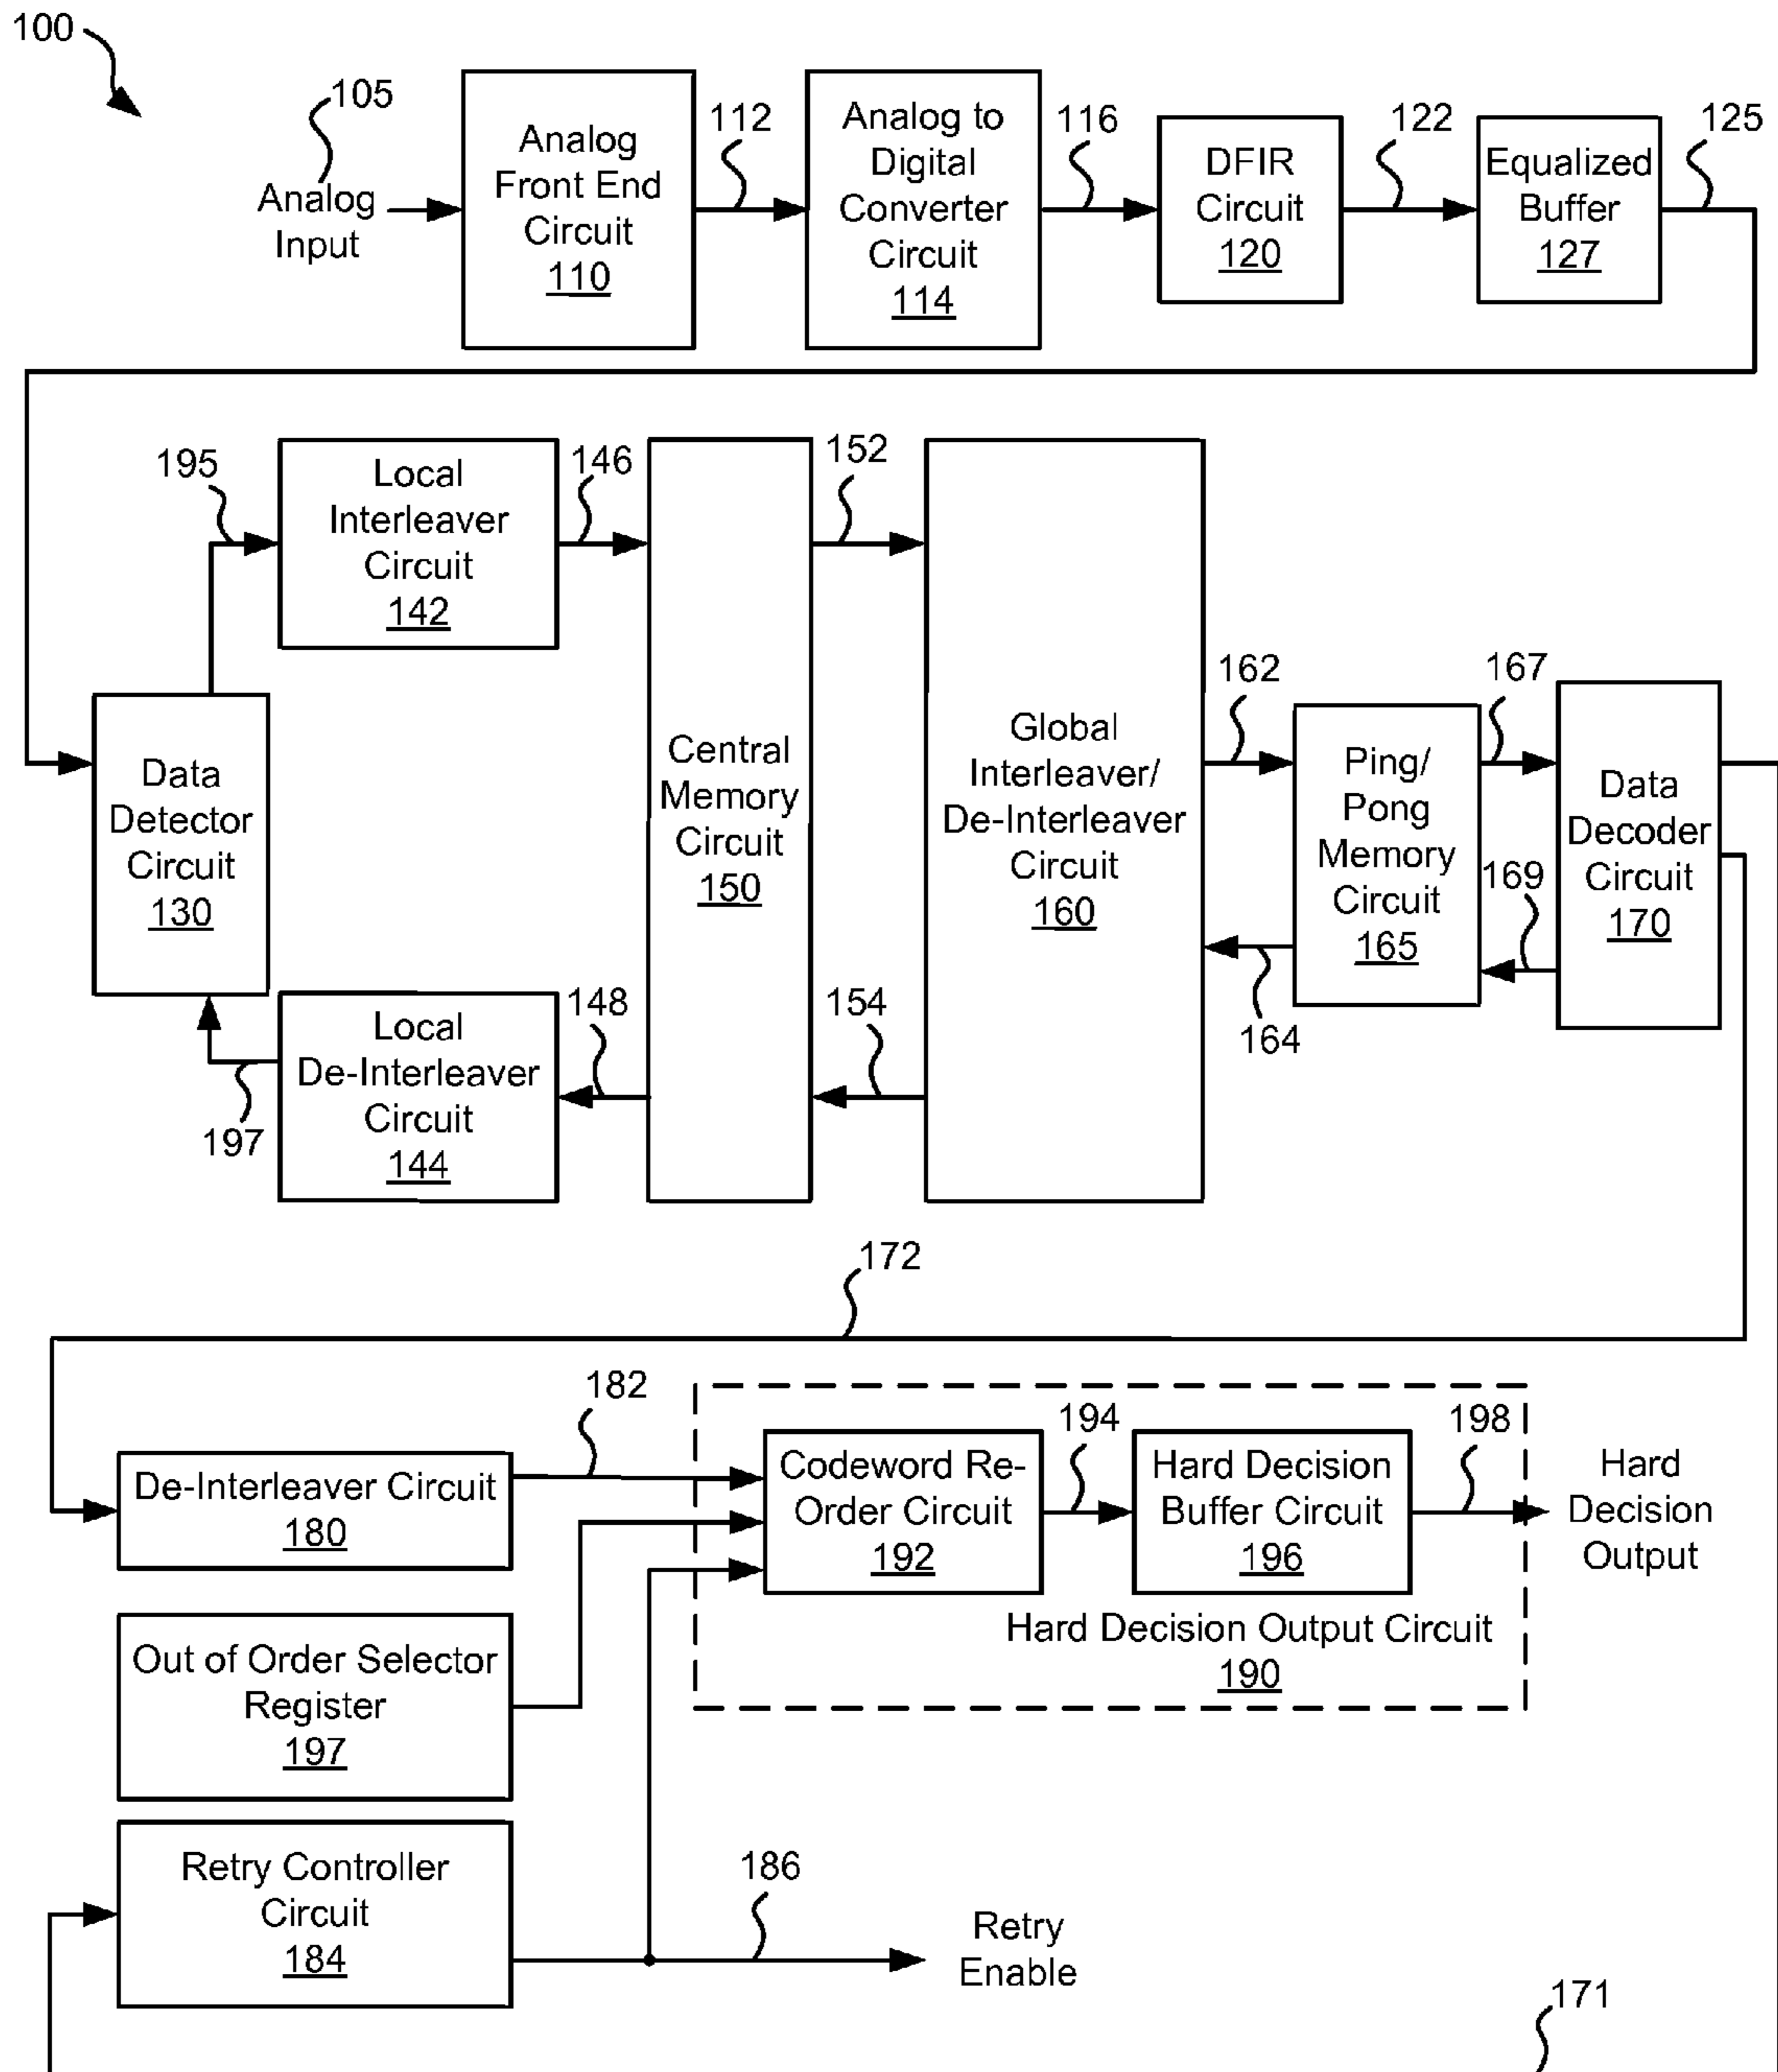 100
105
Analog
Input
Analog
Front End
Circuit
110
112
Analog to
Digital
Converter
Circuit
114
116
DFIR
Circuit
120
122
Equalized
Buffer
127
125
195
Local
Interleaver
Circuit
142
146
152
Data
Detector
Circuit
130
Central
Memory
Circuit
150
Global
Interleaver/
De-Interleaver
Circuit
160
162
Ping/
Pong
Memory
Circuit
165
167
Data
Decoder
Circuit
170
169
164
197
Local
De-Interleaver
Circuit
144
148
154
172
De-Interleaver Circuit
180
182
Codeword Re-
Order Circuit
192
194
Hard Decision
Buffer Circuit
196
198
Hard
Decision
Output
Hard Decision Output Circuit
190
Out of Order Selector
Register
197
Retry Controller
Circuit
184
186
Retry
Enable
171